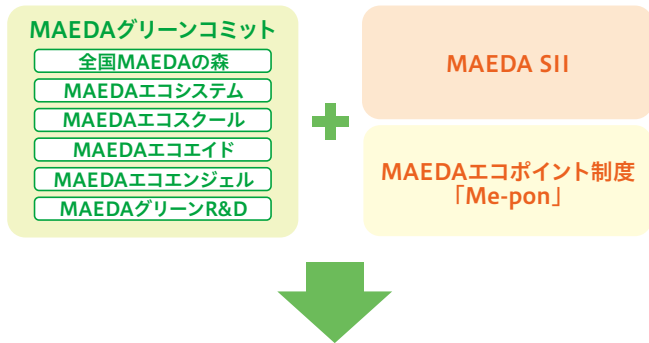 MAEDAグリーンコミット
全国MAEDAの森
MAEDAエコシステム
MAEDAエコスクール
MAEDAエコエイド
MAEDAエコエンジェル
MAEDAグリーンR&D
+
MAEDA SII
MAEDAエコポイント制度
「Me-pon」